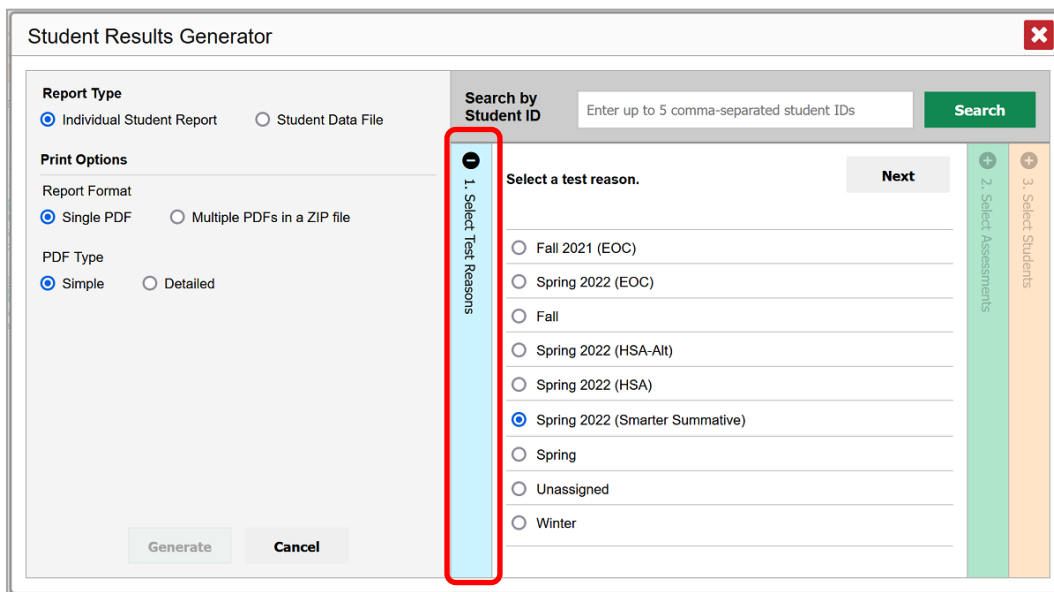 Student Results Generator
Report Type
Individual Student Report
Student Data File
Print Options
Report Format
Single PDF
Multiple PDFs in a ZIP file
PDF Type
Simple
Detailed
Generate
Cancel
Search by
Student ID
Enter up to 5 comma-separated student IDs
Search
1. Select Test Reasons
Select a test reason.
Next
Fall 2021 (EOC)
Spring 2022 (EOC)
Fall
Spring 2022 (HSA-Alt)
Spring 2022 (HSA)
Spring 2022 (Smarter Summative)
Spring
Unassigned
Winter
2. Select Assessments
3. Select Students